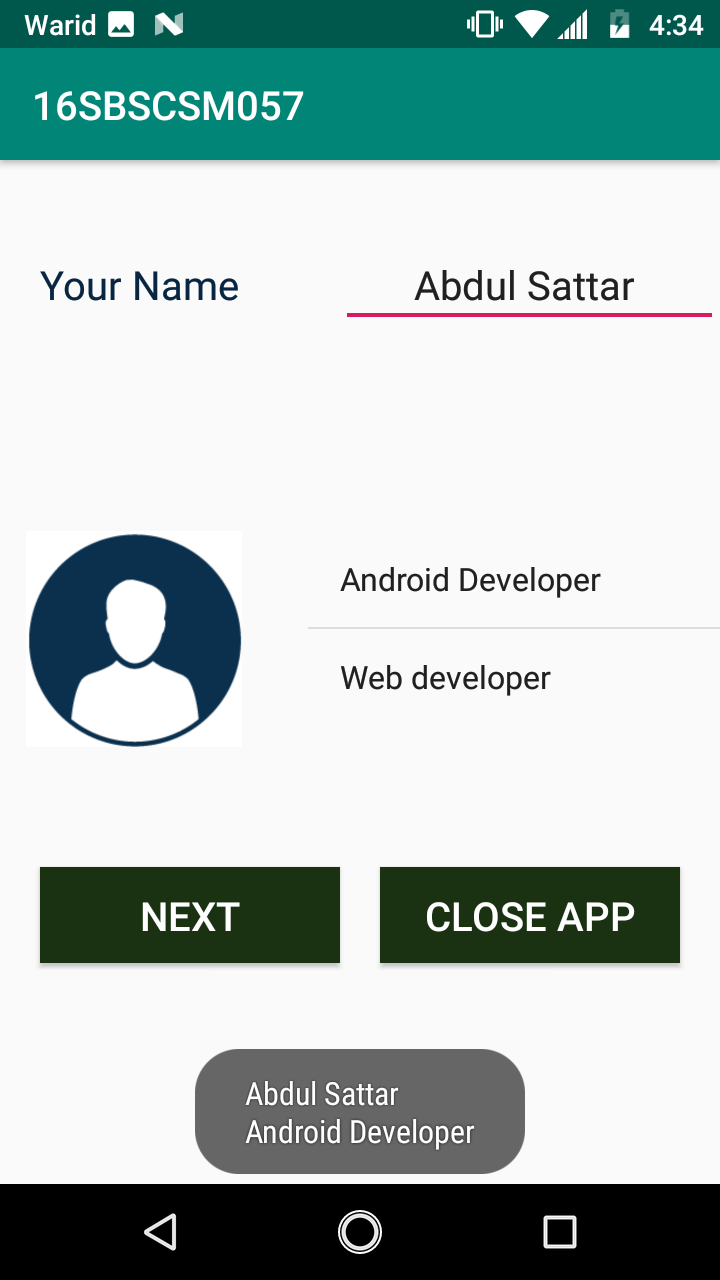 Warid 4:34
16SBSCSM057
Your Name Abdul Sattar
Android Developer
Web developer
NEXT CLOSE APP
Abdul Sattar
Android Developer